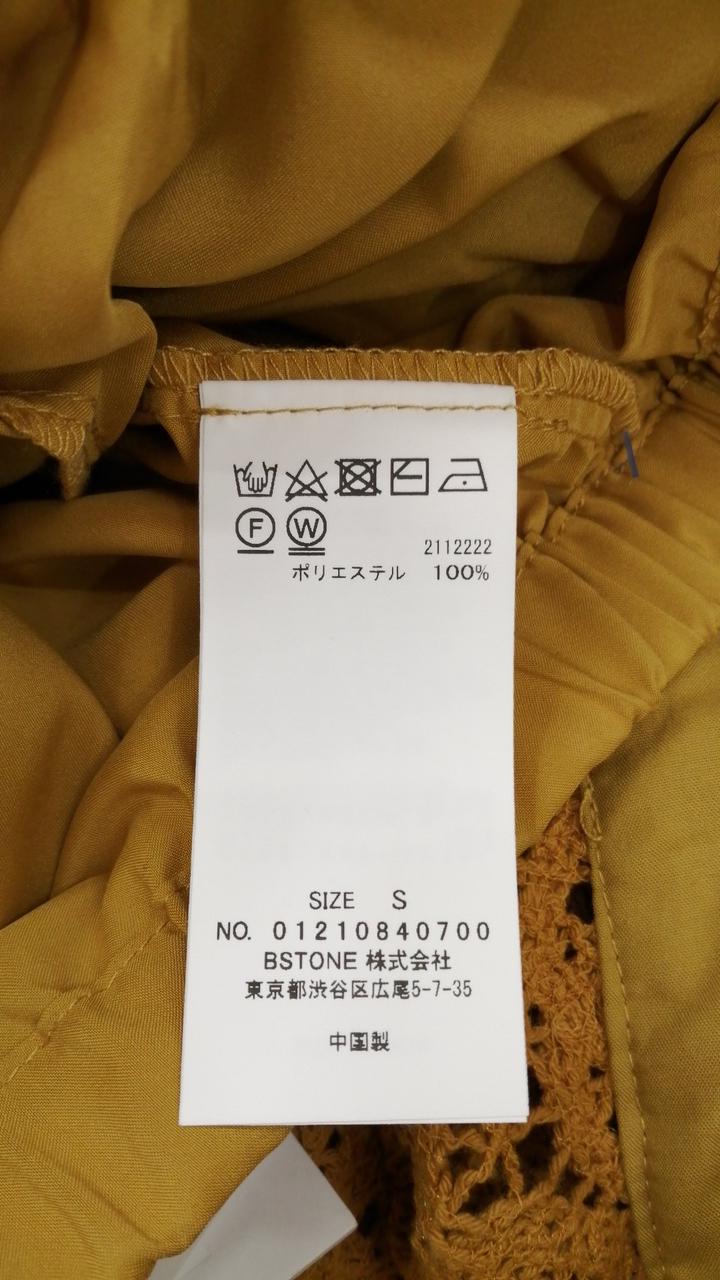 F W
2112222
ポリエステル 100%
SIZE S
NO. 01210840700
BSTONE 株式会社
東京都渋谷区広尾5-7-35
中国製